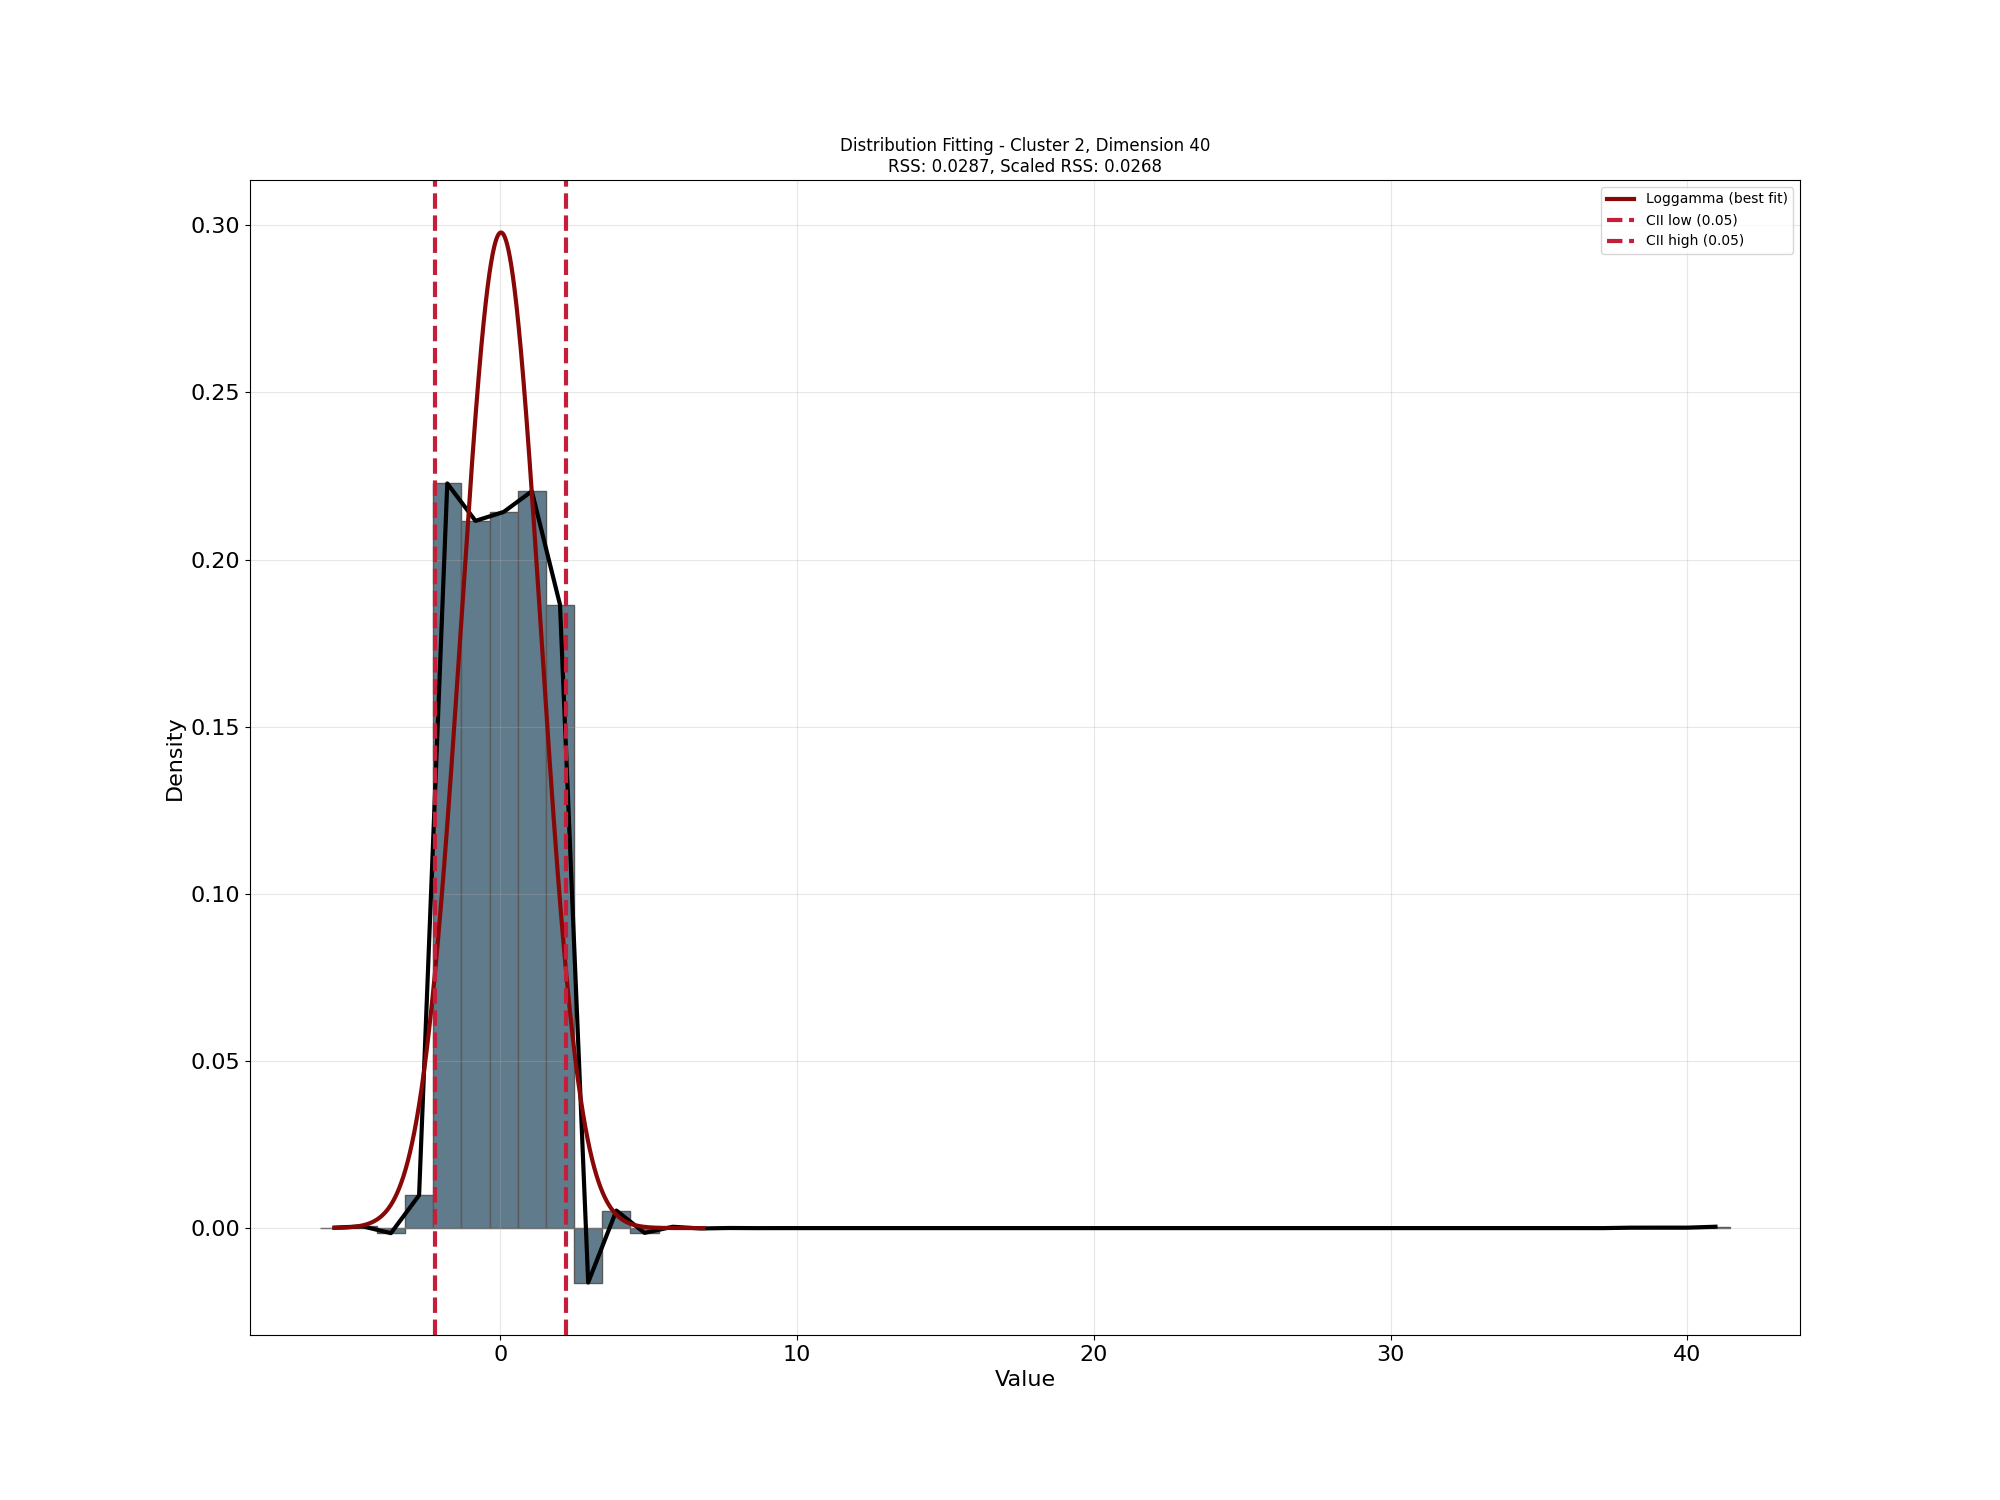 Distribution Fitting - Cluster 2, Dimension 40
RSS: 0.0287, Scaled RSS: 0.0268
Loggamma (best fit)
CII low (0.05)
CII high (0.05)
0.30
0.25
0.20
0.15
0.10
0.05
0.00
Density
0 10 20 30 40
Value